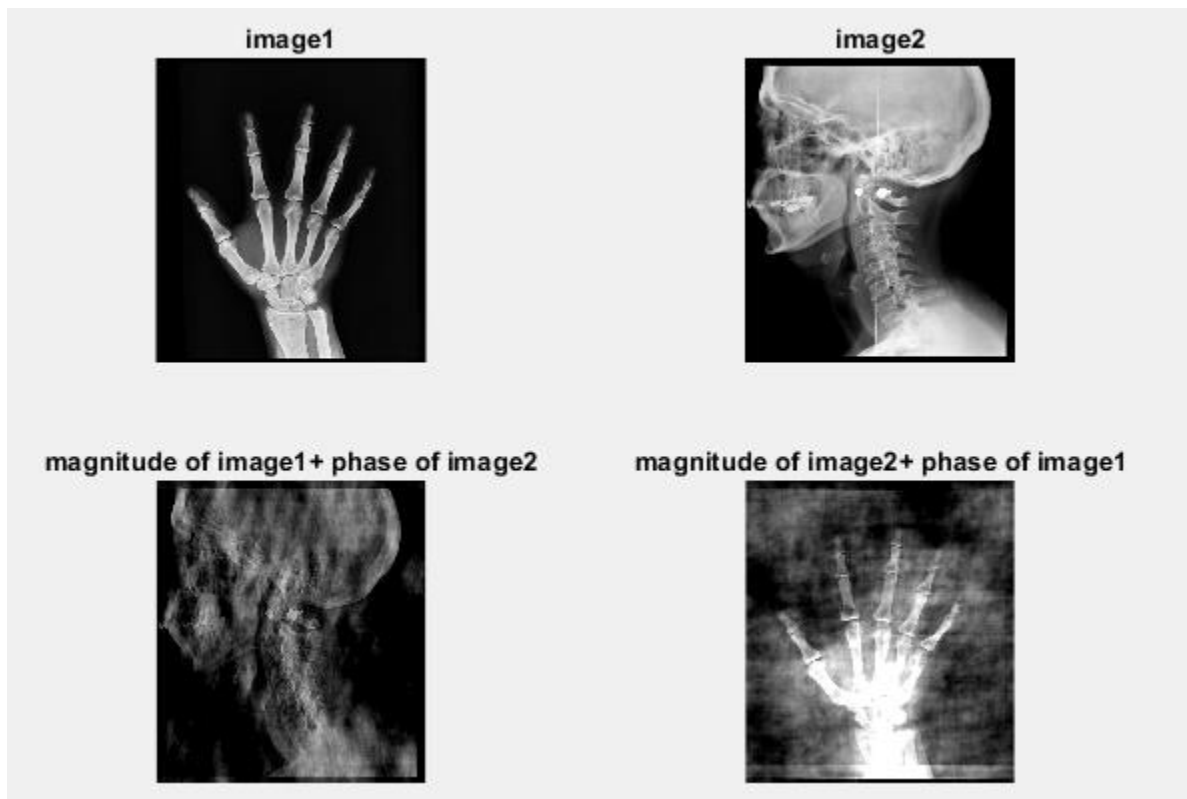 image1
image2
magnitude of image1+ phase of image2
magnitude of image2+ phase of image1